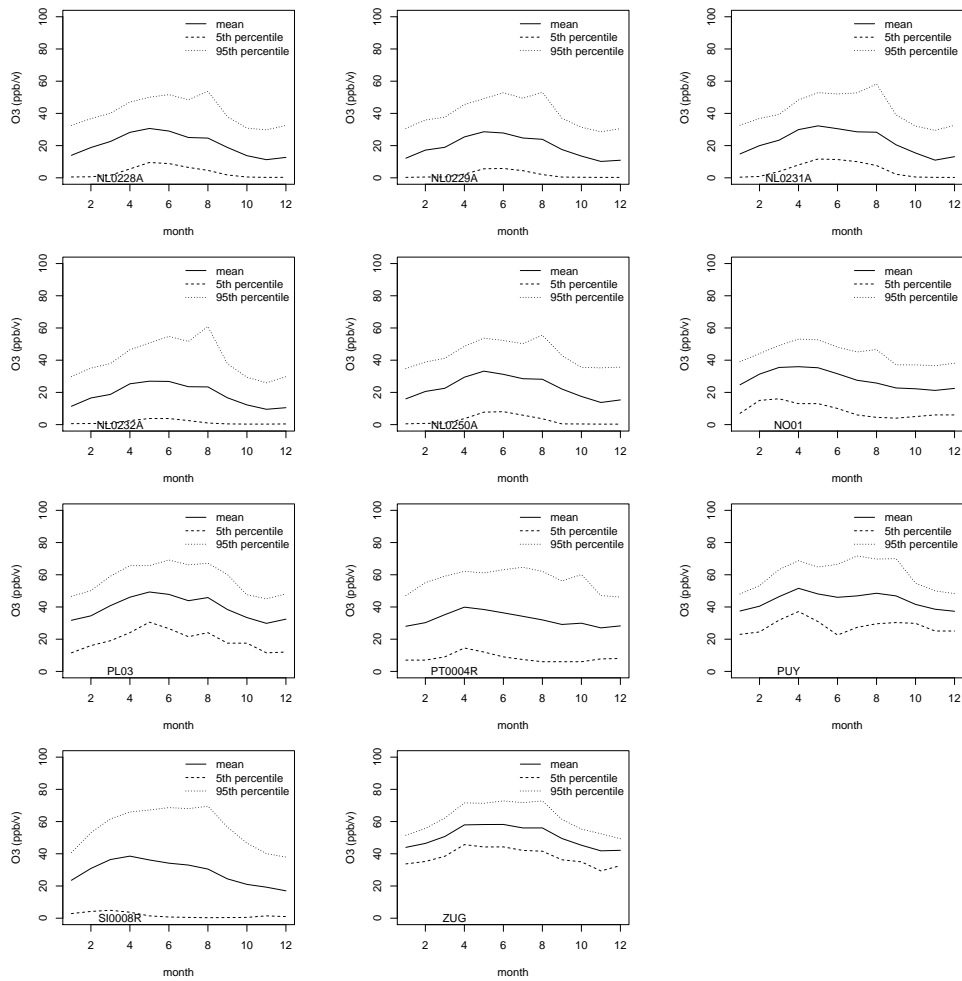 O3 (ppb/v)
0 20 40 60 80 100
mean
5th percentile
95th percentile
NL0228A
2 4 6 8 10 12
month
O3 (ppb/v)
0 20 40 60 80 100
mean
5th percentile
95th percentile
NL0229A
2 4 6 8 10 12
month
O3 (ppb/v)
0 20 40 60 80 100
mean
5th percentile
95th percentile
NL0231A
2 4 6 8 10 12
month
O3 (ppb/v)
0 20 40 60 80 100
mean
5th percentile
95th percentile
NL0232A
2 4 6 8 10 12
month
O3 (ppb/v)
0 20 40 60 80 100
mean
5th percentile
95th percentile
NL0250A
2 4 6 8 10 12
month
O3 (ppb/v)
0 20 40 60 80 100
mean
5th percentile
95th percentile
NO01
2 4 6 8 10 12
month
O3 (ppb/v)
0 20 40 60 80 100
mean
5th percentile
95th percentile
PL03
2 4 6 8 10 12
month
O3 (ppb/v)
0 20 40 60 80 100
mean
5th percentile
95th percentile
PT0004R
2 4 6 8 10 12
month
O3 (ppb/v)
0 20 40 60 80 100
mean
5th percentile
95th percentile
PUY
2 4 6 8 10 12
month
O3 (ppb/v)
0 20 40 60 80 100
mean
5th percentile
95th percentile
SI0008R
2 4 6 8 10 12
month
O3 (ppb/v)
0 20 40 60 80 100
mean
5th percentile
95th percentile
ZUG
2 4 6 8 10 12
month